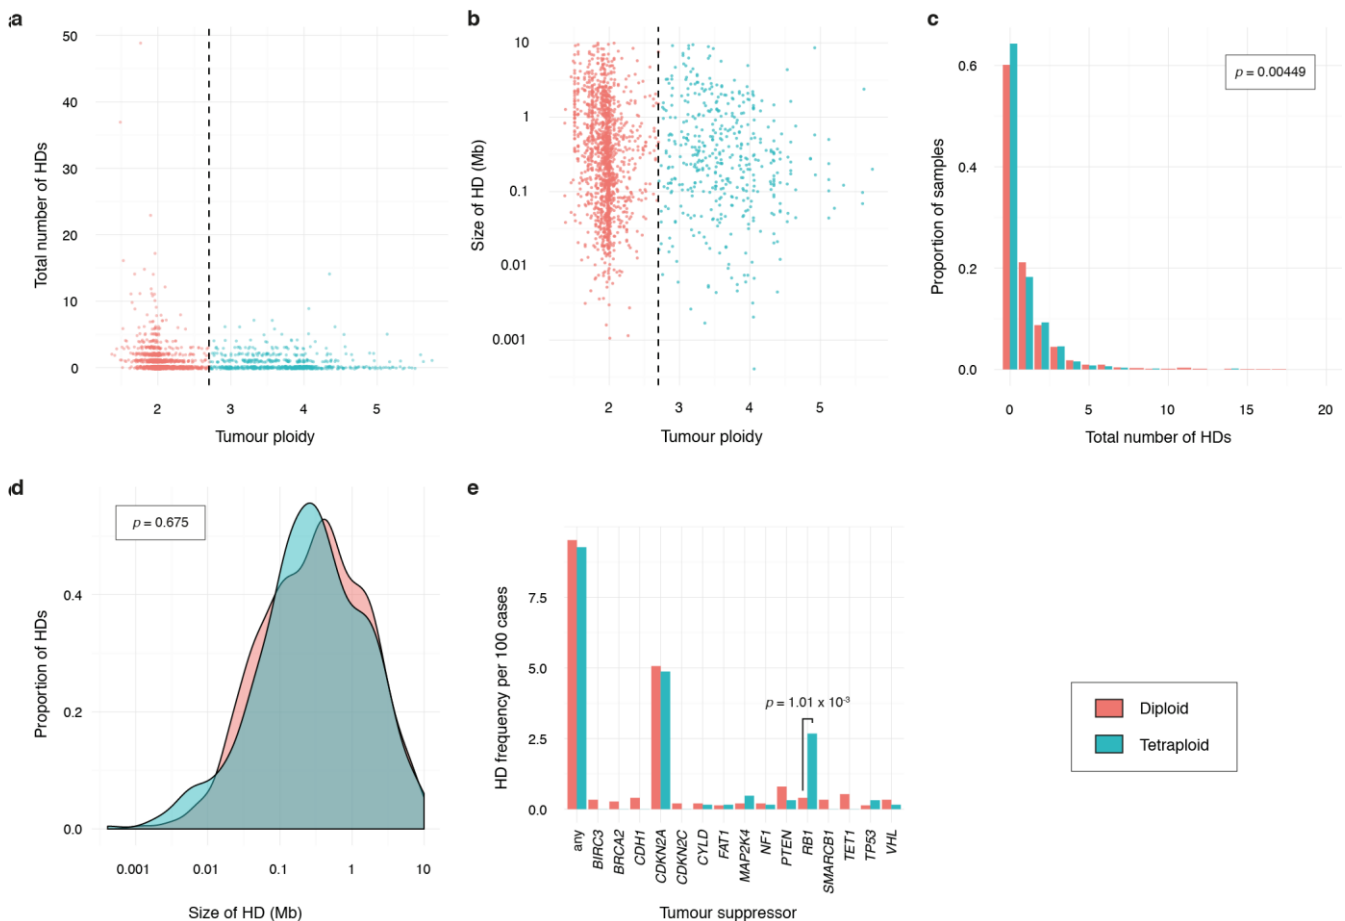 a
50
40
30
20
10
0
Total number of HDs
2 3 4 5
Tumour ploidy
b
10
1
0.1
0.01
0.001
Size of HD (Mb)
2 3 4 5
Tumour ploidy
c
p = 0.00449
0.6
0.4
0.2
0.0
Proportion of samples
0 5 10 15 20
Total number of HDs
d
p = 0.675
0.4
0.2
0.0
Proportion of HDs
0.001 0.01 0.1 1 10
Size of HD (Mb)
e
7.5
5.0
2.5
0.0
HD frequency per 100 cases
p = 1.01 x 10⁻³
any
BIRC3
BRCA2
CDH1
CDKN2A
CDKN2C
CYLD
FAT1
MAP2K4
NF1
PTEN
RB1
SMARCB1
TET1
TP53
VHL
Tumour suppressor
Diploid
Tetraploid